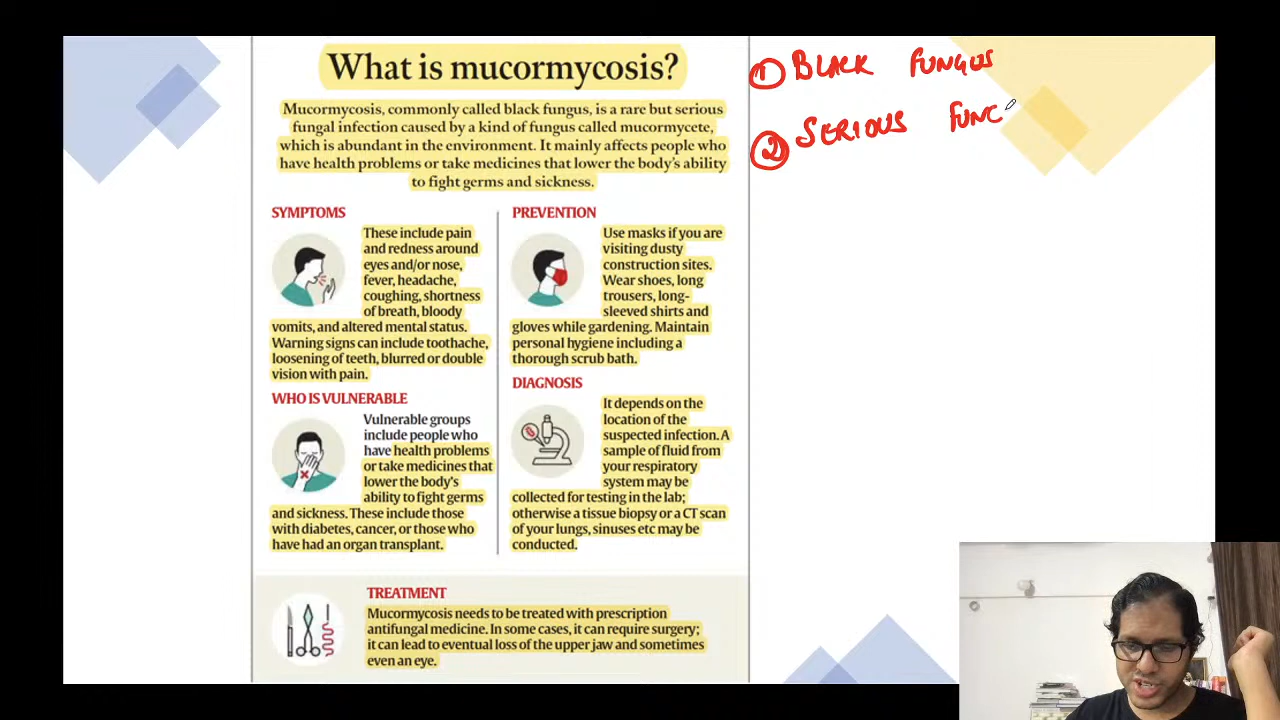 What is mucormycosis?
Mucormycosis, commonly called black fungus, is a rare but serious
fungal infection caused by a kind of fungus called mucormycete,
which is abundant in the environment. It mainly affects people who
have health problems or take medicines that lower the body's ability
to fight germs and sickness.
SYMPTOMS
These include pain
and redness around
eyes and/or nose,
fever, headache,
coughing, shortness
of breath, bloody
vomits, and altered mental status.
Warning signs can include toothache,
loosening of teeth, blurred or double
vision with pain.
WHO IS VULNERABLE
Vulnerable groups
include people who
have health problems
or take medicines that
lower the body's
ability to fight germs
and sickness. These include those
with diabetes, cancer, or those who
have had an organ transplant.
PREVENTION
Use masks if you are
visiting dusty
construction sites.
Wear shoes, long
trousers, long-
sleeved shirts and
gloves while gardening. Maintain
personal hygiene including a
thorough scrub bath.
DIAGNOSIS
It depends on the
location of the
suspected infection. A
sample of fluid from
your respiratory
system may be
collected for testing in the lab;
otherwise a tissue biopsy or a CT scan
of your lungs, sinuses etc may be
conducted.
TREATMENT
Mucormycosis needs to be treated with prescription
antifungal medicine. In some cases, it can require surgery;
it can lead to eventual loss of the upper jaw and sometimes
even an eye.
1 BLACK FUNGUS
2 SERIOUS FUNC